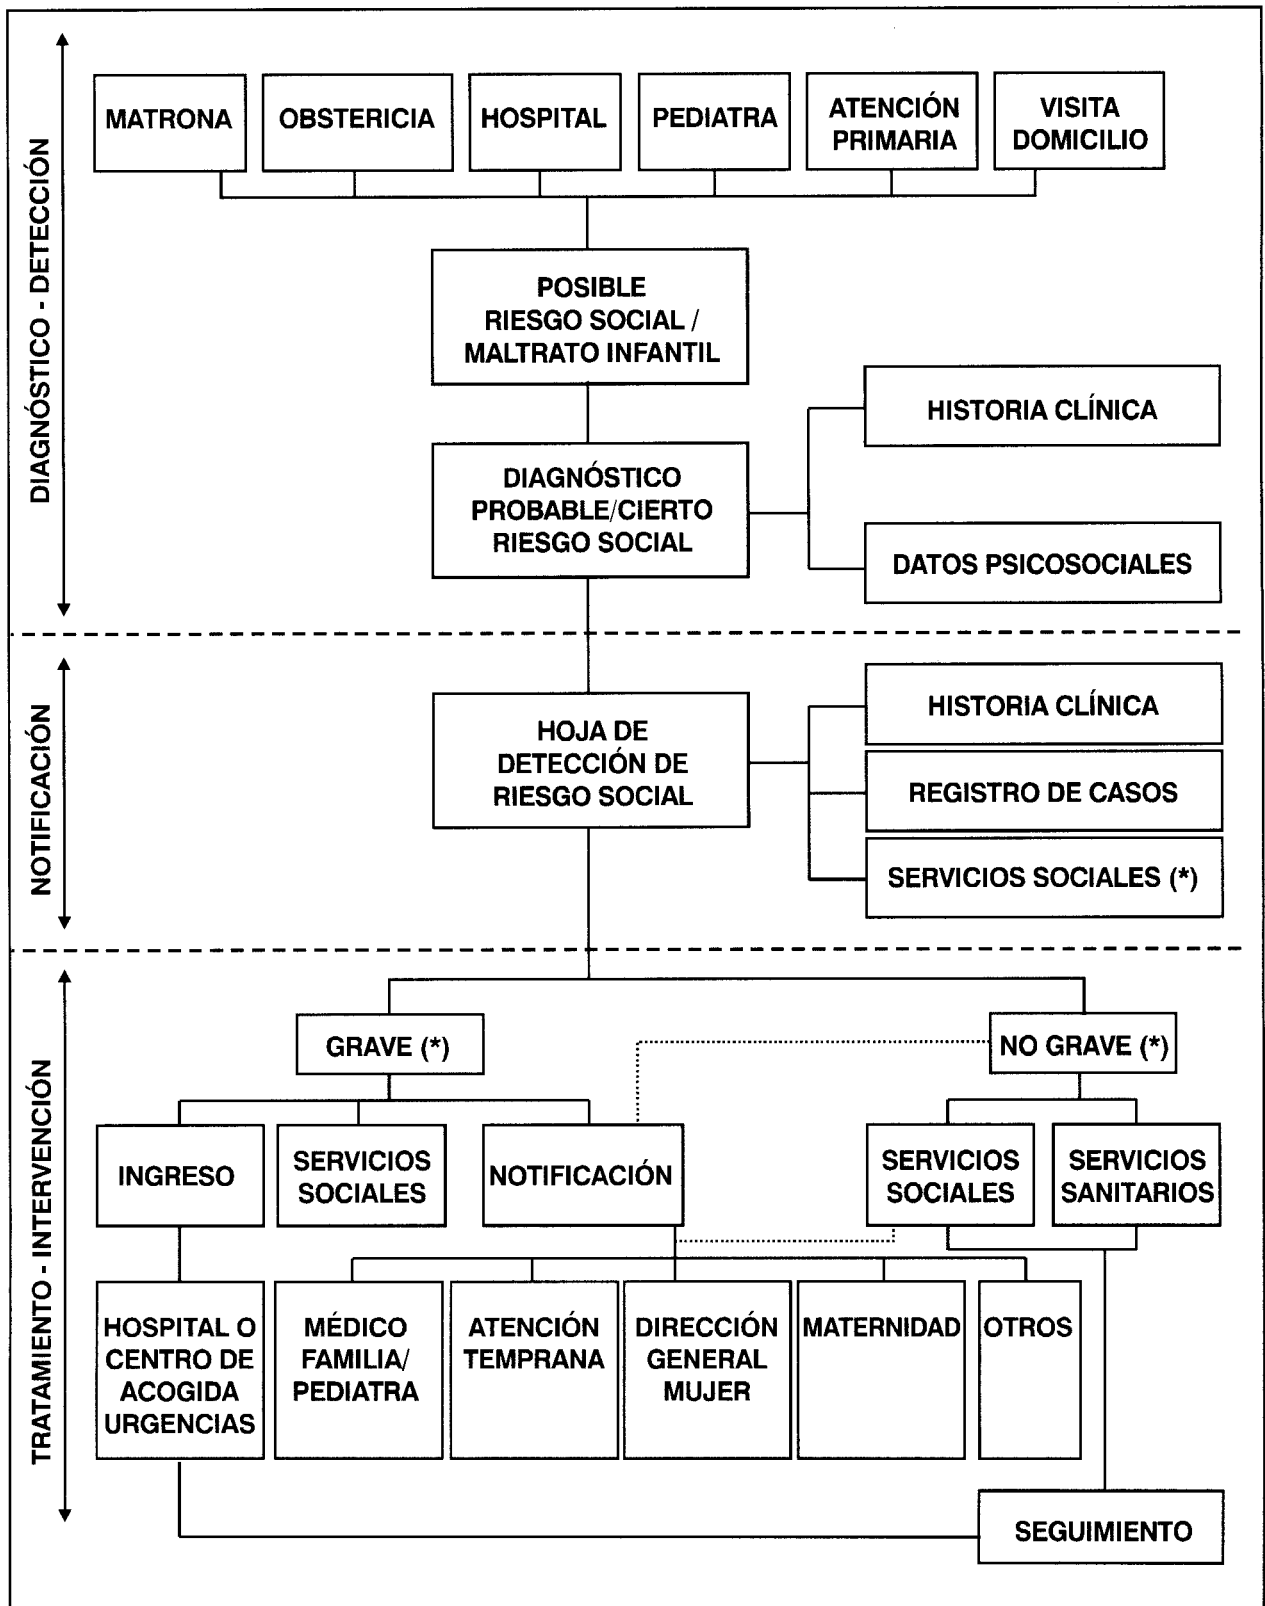 DIAGNÓSTICO - DETECCIÓN
MATRONA
OBSTERICIA
HOSPITAL
PEDIATRA
ATENCIÓN
PRIMARIA
VISITA
DOMICILIO
POSIBLE
RIESGO SOCIAL /
MALTRATO INFANTIL
DIAGNÓSTICO
PROBABLE/CIERTO
RIESGO SOCIAL
HISTORIA CLÍNICA
DATOS PSICOSOCIALES
NOTIFICACIÓN
HOJA DE
DETECCIÓN DE
RIESGO SOCIAL
HISTORIA CLÍNICA
REGISTRO DE CASOS
SERVICIOS SOCIALES (*)
TRATAMIENTO - INTERVENCIÓN
GRAVE (*)
NO GRAVE (*)
INGRESO
SERVICIOS
SOCIALES
NOTIFICACIÓN
SERVICIOS
SOCIALES
SERVICIOS
SANITARIOS
HOSPITAL O
CENTRO DE
ACOGIDA
URGENCIAS
MÉDICO
FAMILIA/
PEDIATRA
ATENCIÓN
TEMPRANA
DIRECCIÓN
GENERAL
MUJER
MATERNIDAD
OTROS
SEGUIMIENTO